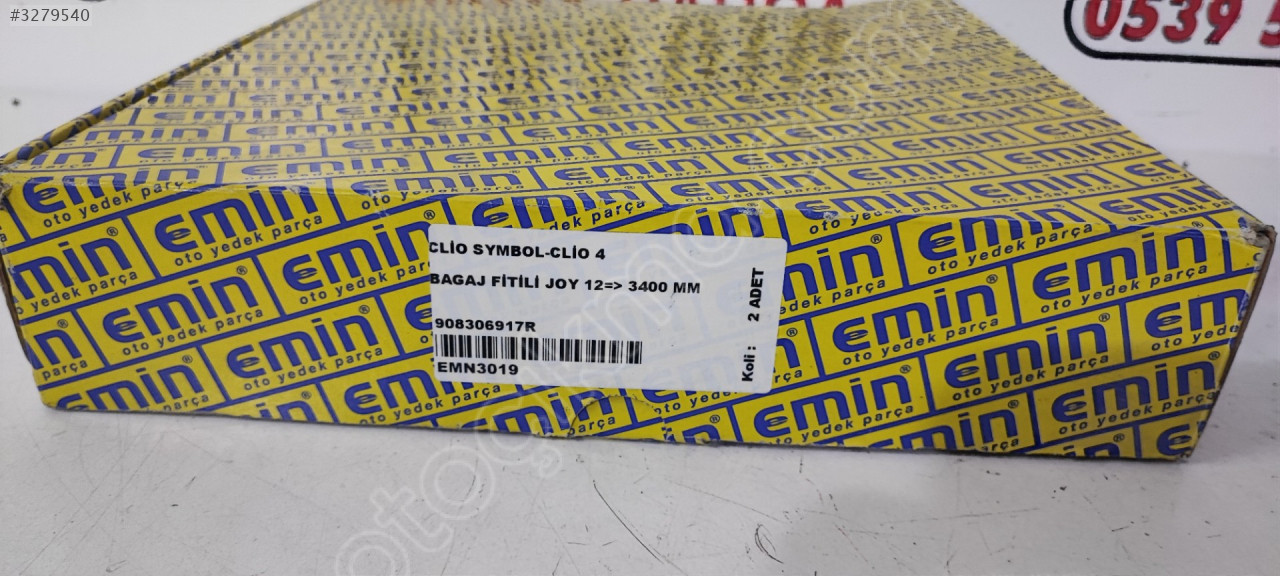 #3279540
0539 5
emin
oto yedek parça
CLİO SYMBOL-CLİO 4
BAGAJ FİTİLİ JOY 12=> 3400 MM
908306917R
EMN3019
Koli : 2 ADET